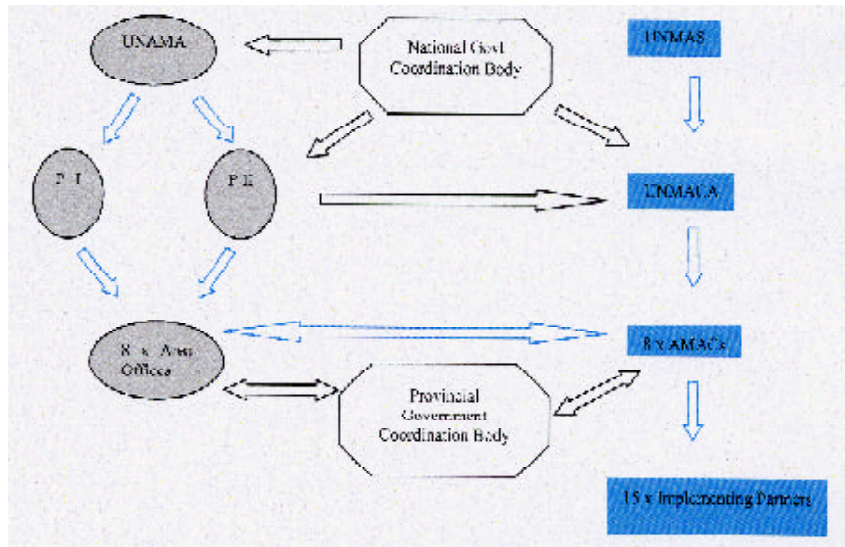 UNAMA
National Govt
Coordination Body
UNMAS
P I
P II
UNMACA
8 x Area
Offices
8 x AMACs
Provincial
Government
Coordination Body
15 x Implementing Partners